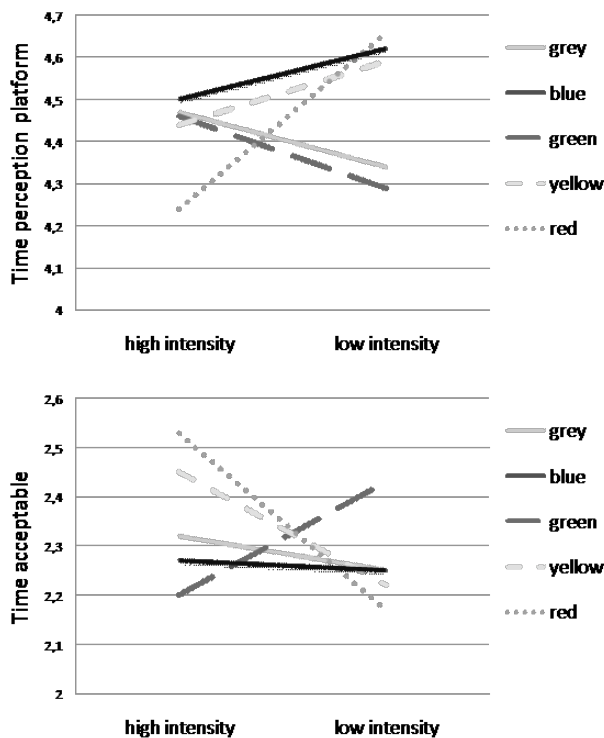 Time perception platform
4,7
4,6
4,5
4,4
4,3
4,2
4,1
4
high intensity low intensity
grey
blue
green
yellow
red
Time acceptable
2,6
2,5
2,4
2,3
2,2
2,1
2
high intensity low intensity
grey
blue
green
yellow
red